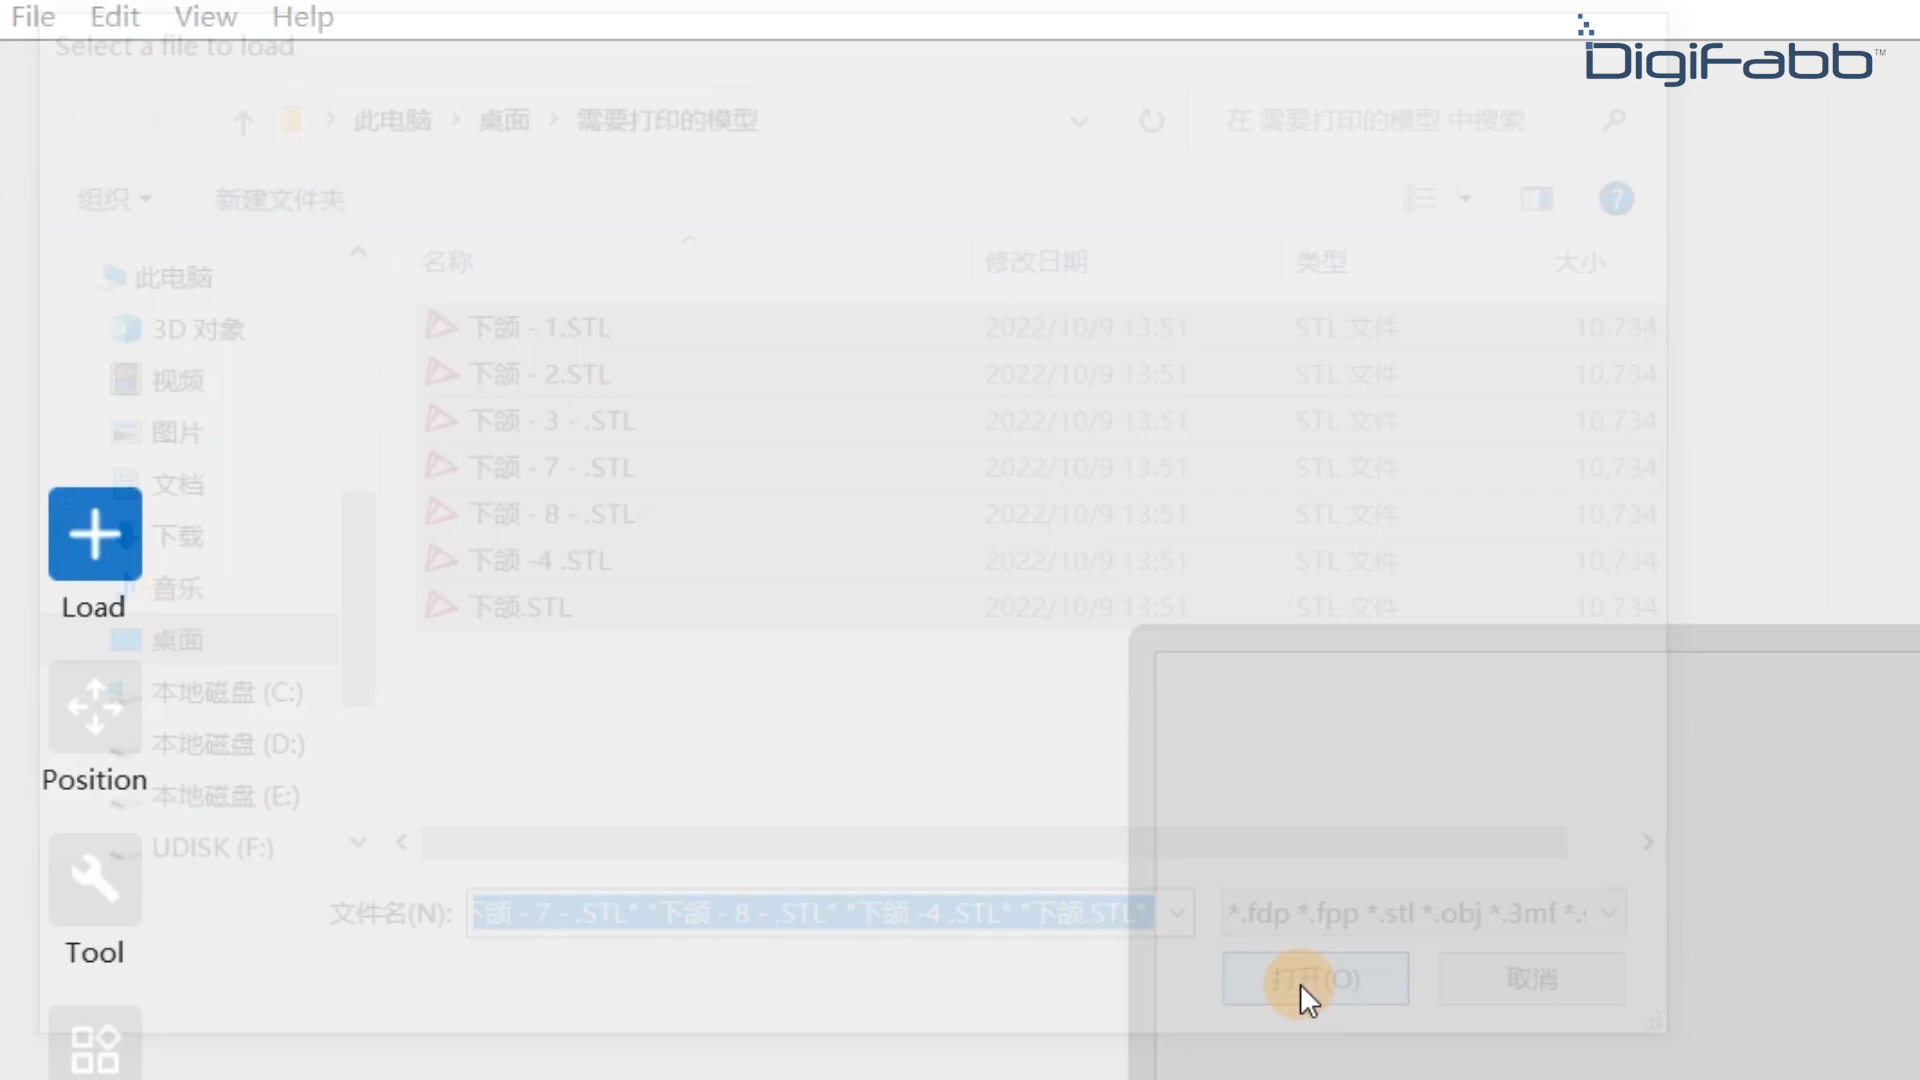 File Edit View Help
DigiFabb™
Select a file to load
此电脑 桌面 需要打印的模型
在 需要打印的模型 中搜索
组织 新建文件夹
名称 修改日期 类型 大小
此电脑
3D 对象
视频
图片
文档
下载
音乐
桌面
本地磁盘 (C:)
本地磁盘 (D:)
本地磁盘 (E:)
UDISK (F:)
下颌 - 1.STL 2022/10/9 13:51 STL 文件 10,734
下颌 - 2.STL 2022/10/9 13:51 STL 文件 10,734
下颌 - 3 - .STL 2022/10/9 13:51 STL 文件 10,734
下颌 - 7 - .STL 2022/10/9 13:51 STL 文件 10,734
下颌 - 8 - .STL 2022/10/9 13:51 STL 文件 10,734
下颌 -4 .STL 2022/10/9 13:51 STL 文件 10,734
下颌.STL 2022/10/9 13:51 STL 文件 10,734
Load
Position
Tool
文件名(N): 下颌 - 7 - .STL" "下颌 - 8 - .STL" "下颌 -4 .STL" "下颌.STL" *.fdp *.fpp *.stl *.obj *.3mf *.
打开(O) 取消